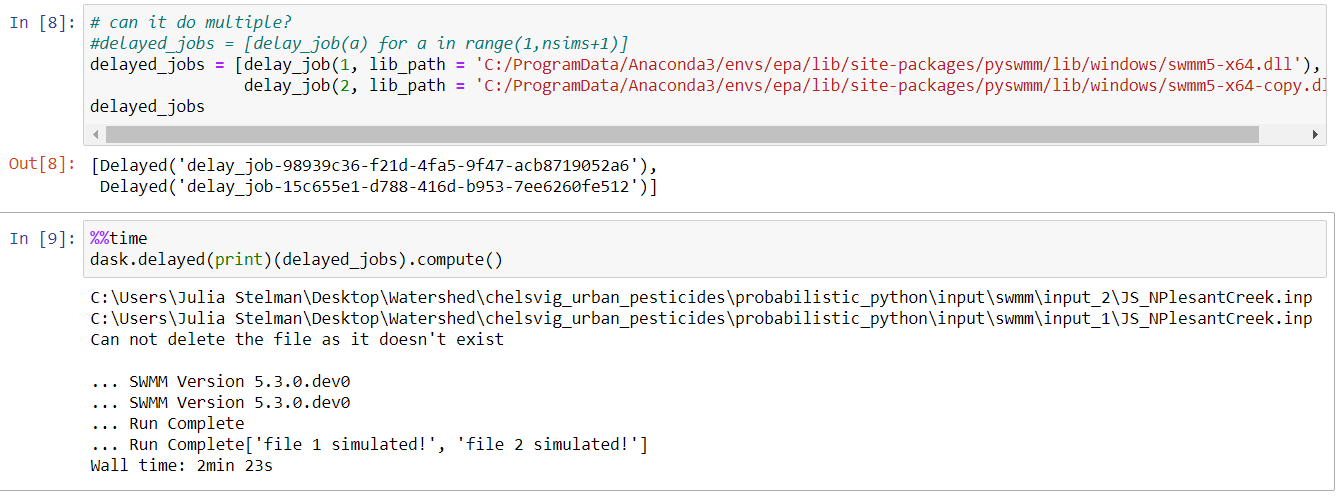 In [8]: # can it do multiple?
#delayed_jobs = [delay_job(a) for a in range(1,nsims+1)]
delayed_jobs = [delay_job(1, lib_path = 'C:/ProgramData/Anaconda3/envs/epa/lib/site-packages/pyswmm/lib/windows/swmm5-x64.dll'),
delay_job(2, lib_path = 'C:/ProgramData/Anaconda3/envs/epa/lib/site-packages/pyswmm/lib/windows/swmm5-x64-copy.dl
delayed_jobs
Out[8]: [Delayed('delay_job-98939c36-f21d-4fa5-9f47-acb8719052a6'),
Delayed('delay_job-15c655e1-d788-416d-b953-7ee6260fe512')]
In [9]: %%time
dask.delayed(print)(delayed_jobs).compute()
C:\Users\Julia Stelman\Desktop\Watershed\chelsvig_urban_pesticides\probabilistic_python\input\swmm\input_2\JS_NPlesantCreek.inp
C:\Users\Julia Stelman\Desktop\Watershed\chelsvig_urban_pesticides\probabilistic_python\input\swmm\input_1\JS_NPlesantCreek.inp
Can not delete the file as it doesn't exist
... SWMM Version 5.3.0.dev0
... SWMM Version 5.3.0.dev0
... Run Complete
... Run Complete['file 1 simulated!', 'file 2 simulated!']
Wall time: 2min 23s